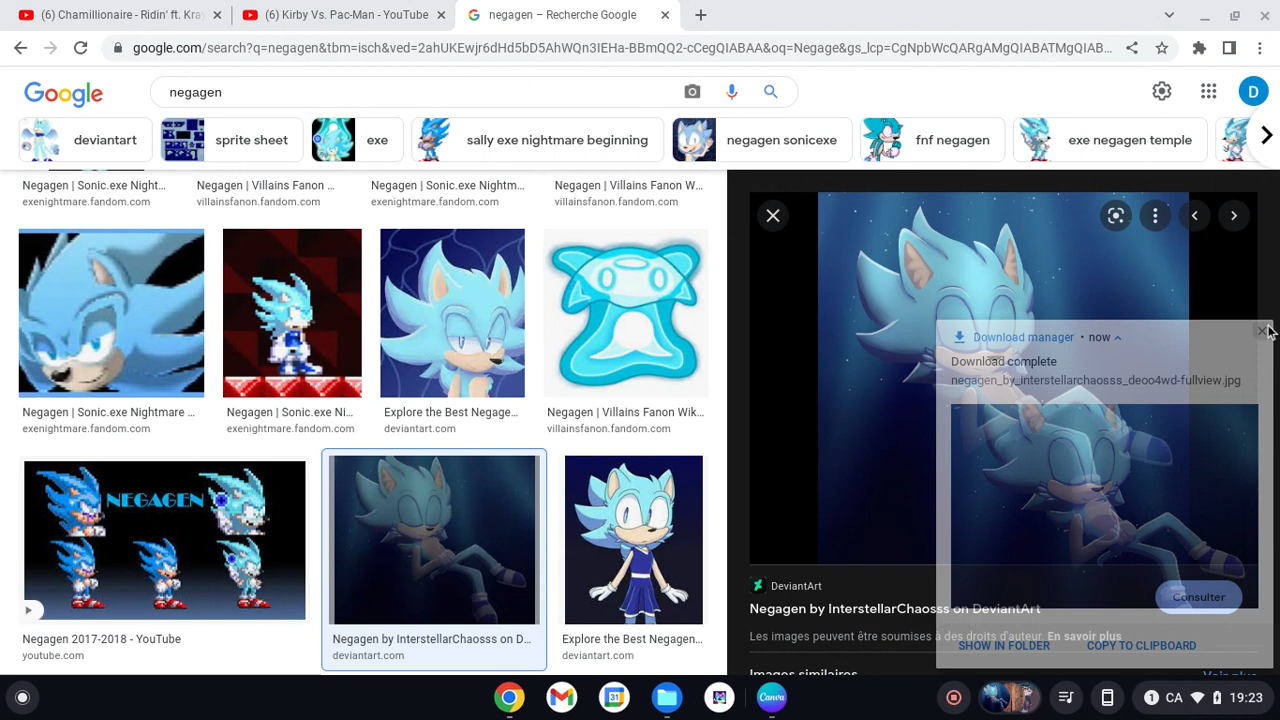 (6) Chamillionaire - Ridin' ft. Kray
(6) Kirby Vs. Pac-Man - YouTube
negagen – Recherche Google
google.com/search?q=negagen&tbm=isch&ved=2ahUKEwjr6dHd5bD5AhWQn3IEHa-BBmQQ2-cCegQIABAA&oq=Negage&gs_lcp=CgNpbWcQARgAMgQIABATMgQIAB...
Google
negagen
D
deviantart
sprite sheet
exe
sally exe nightmare beginning
negagen sonicexe
fnf negagen
exe negagen temple
Negagen | Sonic.exe Night...
Negagen | Villains Fanon ...
Negagen | Sonic.exe Nightm...
Negagen | Villains Fanon W...
exenightmare.fandom.com
villainsfanon.fandom.com
exenightmare.fandom.com
villainsfanon.fandom.com
Negagen | Sonic.exe Nightmare ...
Negagen | Sonic.exe Ni...
Explore the Best Negage...
Negagen | Villains Fanon Wik...
exenightmare.fandom.com
exenightmare.fandom.com
deviantart.com
villainsfanon.fandom.com
NEGAGEN
Negagen 2017-2018 - YouTube
youtube.com
Negagen by InterstellarChaosss on D...
deviantart.com
Explore the Best Negagen...
deviantart.com
Download manager • now
Download complete
negagen_by_interstellarchaosss_deoo4wd-fullview.jpg
DeviantArt
Consulter
Negagen by InterstellarChaosss on DeviantArt
Les images peuvent être soumises à des droits d'auteur. En savoir plus
SHOW IN FOLDER
COPY TO CLIPBOARD
Images similaires
Voir plus
31
1
CA
19:23